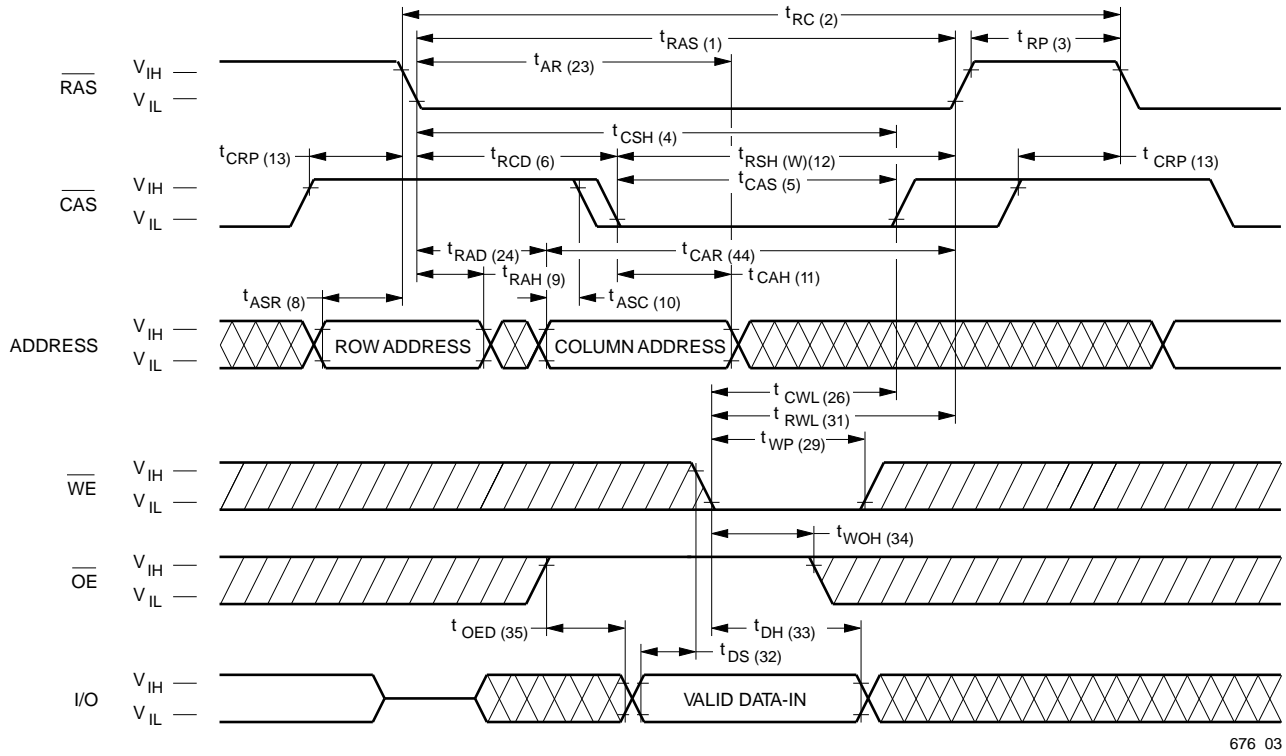 t RC (2)
t RAS (1)
t RP (3)
t AR (23)
RAS
V IH
V IL
t CSH (4)
t CRP (13)
t RCD (6)
t RSH (W)(12)
t CRP (13)
CAS
V IH
V IL
t CAS (5)
t RAD (24)
t CAR (44)
t RAH (9)
t CAH (11)
t ASR (8)
t ASC (10)
ADDRESS
V IH
V IL
ROW ADDRESS
COLUMN ADDRESS
t CWL (26)
t RWL (31)
t WP (29)
WE
V IH
V IL
t WOH (34)
OE
V IH
V IL
t OED (35)
t DH (33)
t DS (32)
I/O
V IH
V IL
VALID DATA-IN
676 03